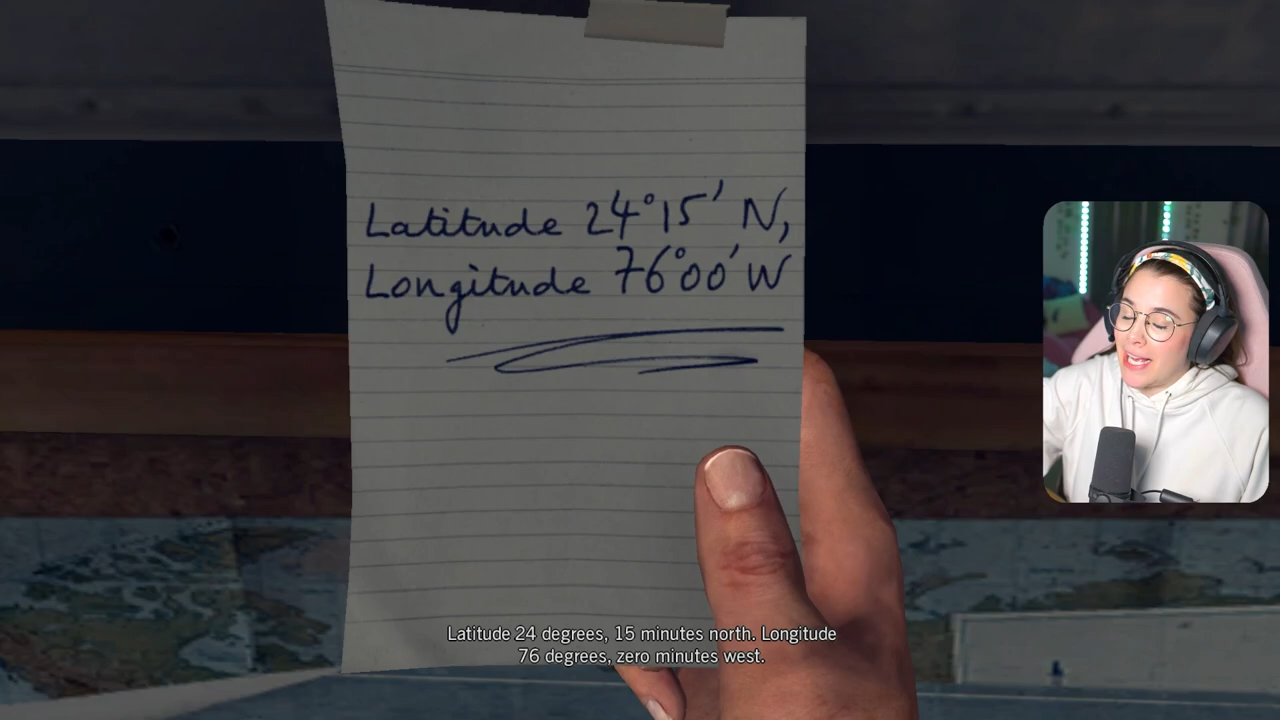 Latitude 24°15' N,
Longitude 76°00' W
Latitude 24 degrees, 15 minutes north. Longitude
76 degrees, zero minutes west.